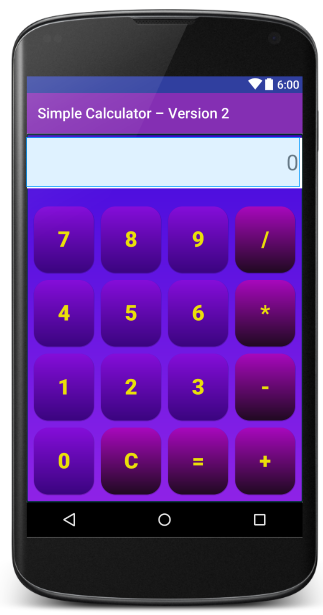 6:00
Simple Calculator – Version 2
0
7 8 9 /
4 5 6 *
1 2 3 -
0 C = +